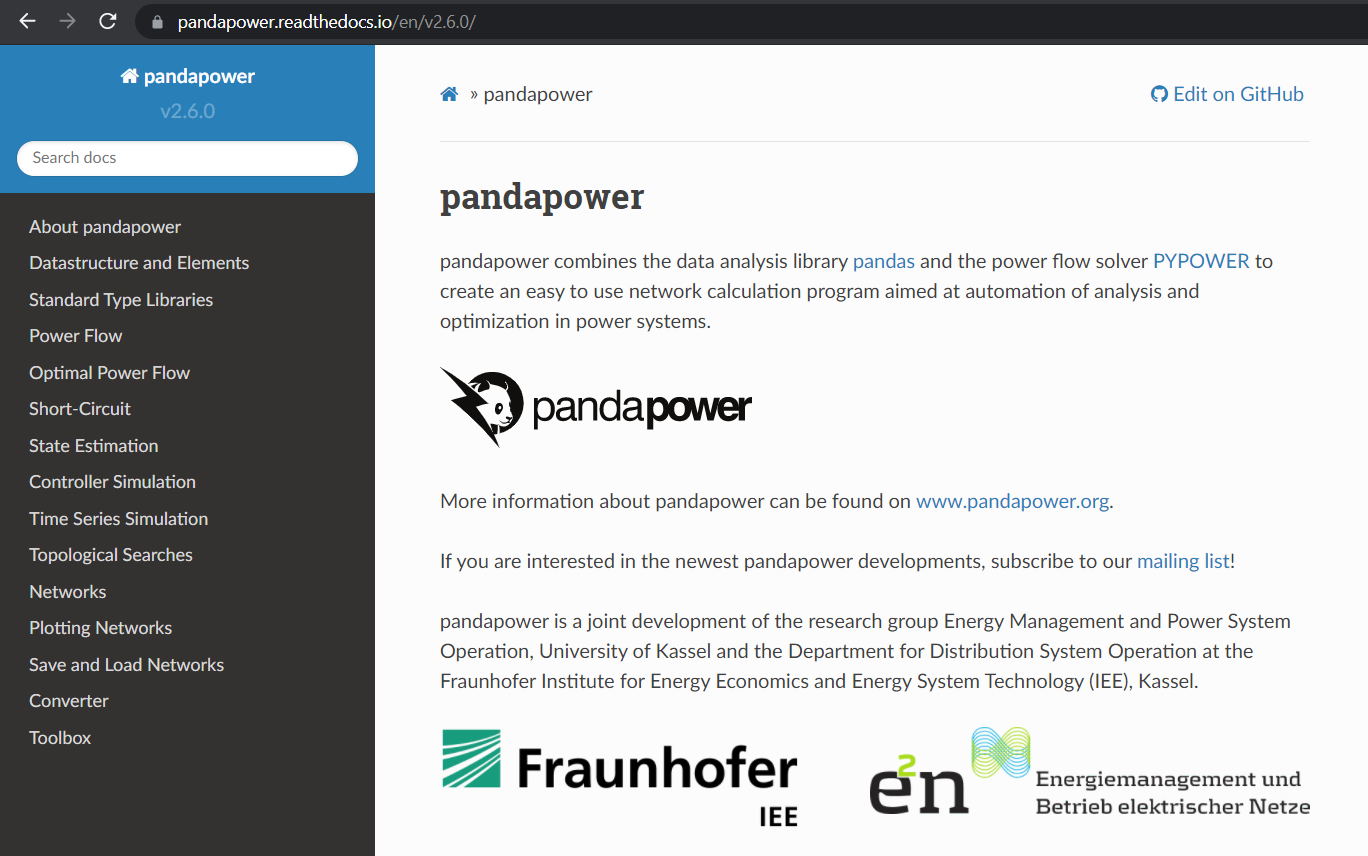 pandapower.readthedocs.io/en/v2.6.0/
pandapower
v2.6.0
Search docs
About pandapower
Datastructure and Elements
Standard Type Libraries
Power Flow
Optimal Power Flow
Short-Circuit
State Estimation
Controller Simulation
Time Series Simulation
Topological Searches
Networks
Plotting Networks
Save and Load Networks
Converter
Toolbox
» pandapower
Edit on GitHub
pandapower
pandapower combines the data analysis library pandas and the power flow solver PYPOWER to
create an easy to use network calculation program aimed at automation of analysis and
optimization in power systems.
pandapower
More information about pandapower can be found on www.pandapower.org.
If you are interested in the newest pandapower developments, subscribe to our mailing list!
pandapower is a joint development of the research group Energy Management and Power System
Operation, University of Kassel and the Department for Distribution System Operation at the
Fraunhofer Institute for Energy Economics and Energy System Technology (IEE), Kassel.
Fraunhofer
IEE
e2n
Energiemanagement und
Betrieb elektrischer Netze